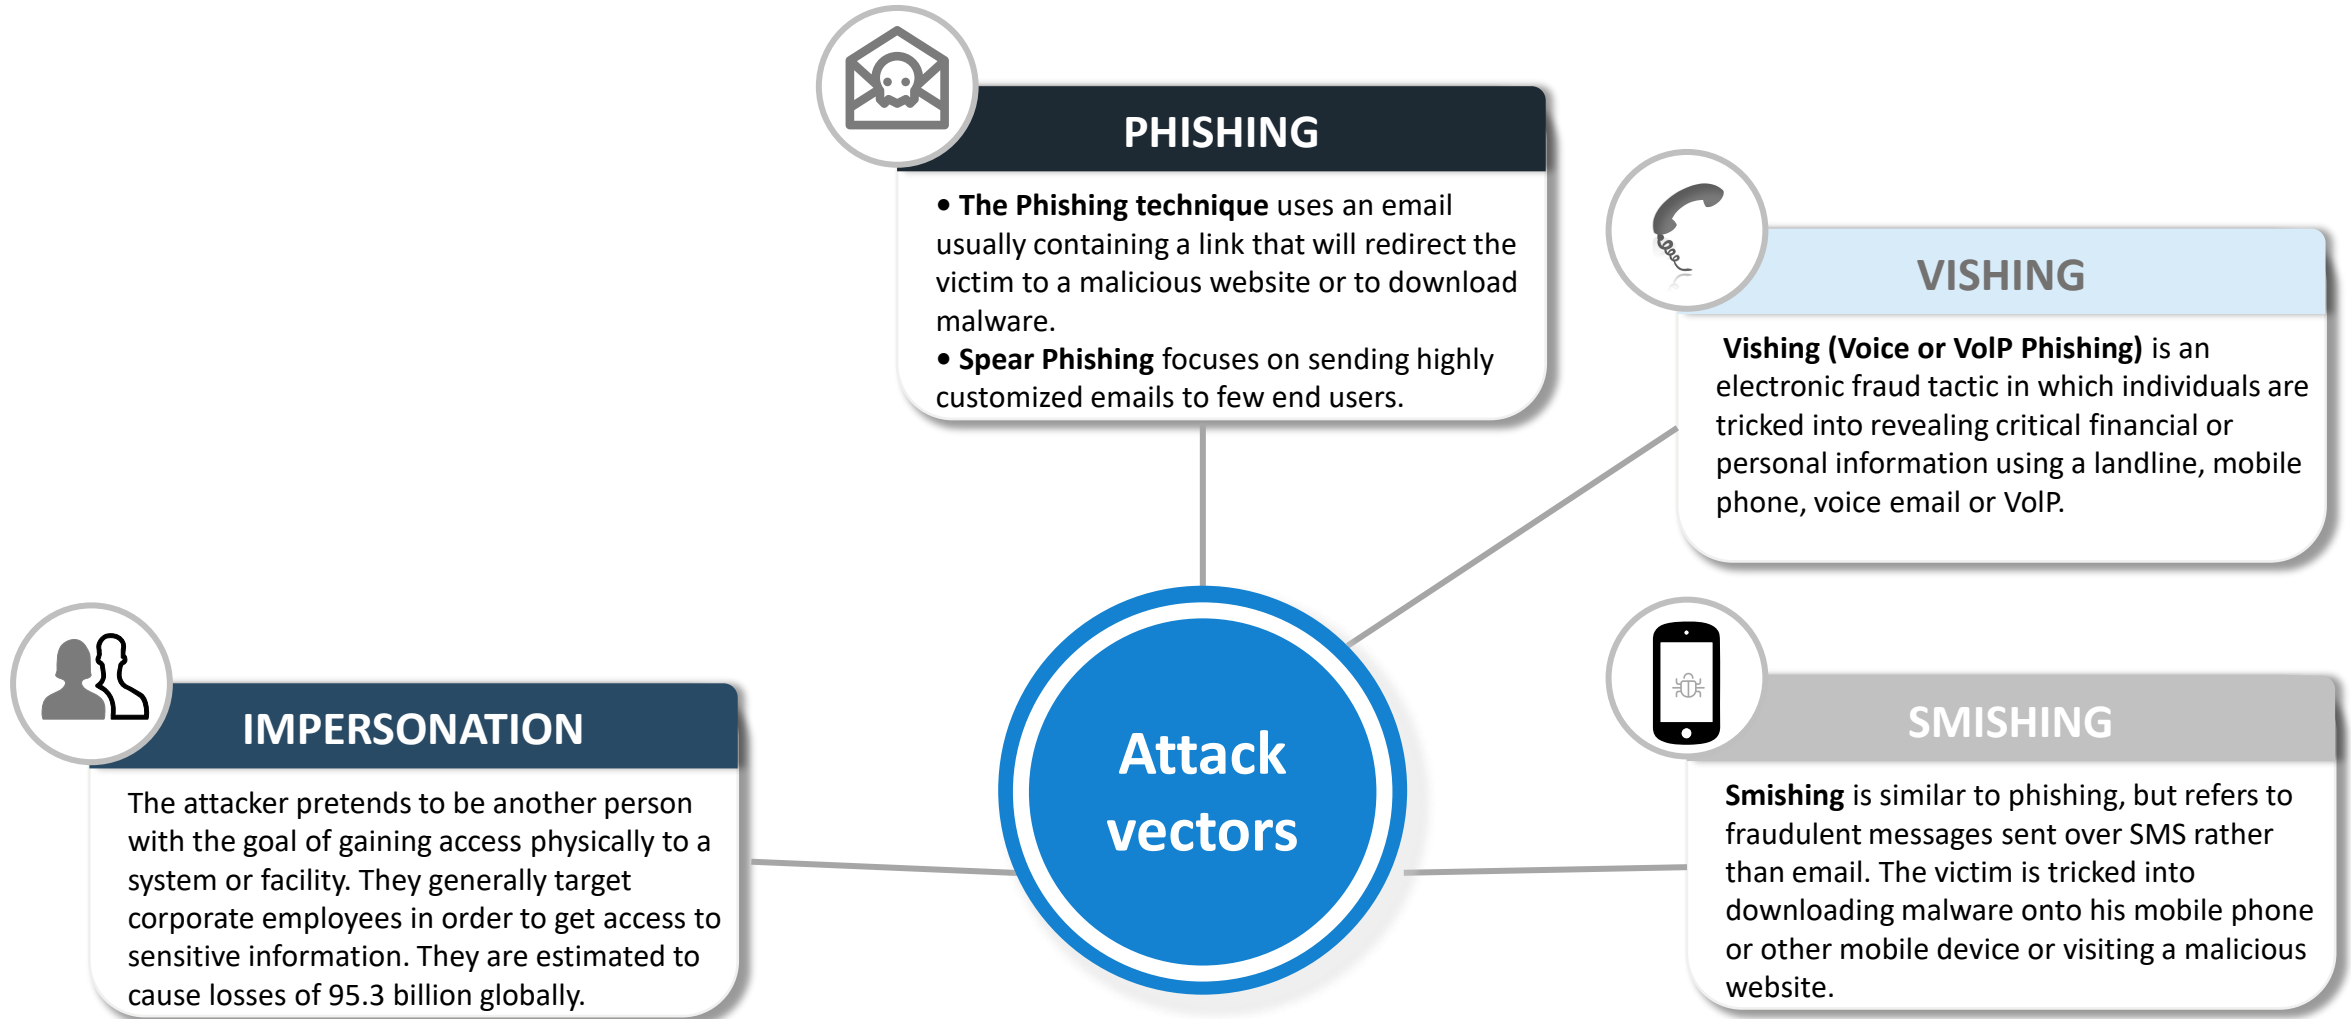 PHISHING
• The Phishing technique uses an email
usually containing a link that will redirect the
victim to a malicious website or to download
malware.
• Spear Phishing focuses on sending highly
customized emails to few end users.
VISHING
Vishing (Voice or VolP Phishing) is an
electronic fraud tactic in which individuals are
tricked into revealing critical financial or
personal information using a landline, mobile
phone, voice email or VolP.
IMPERSONATION
The attacker pretends to be another person
with the goal of gaining access physically to a
system or facility. They generally target
corporate employees in order to get access to
sensitive information. They are estimated to
cause losses of 95.3 billion globally.
Attack
vectors
SMISHING
Smishing is similar to phishing, but refers to
fraudulent messages sent over SMS rather
than email. The victim is tricked into
downloading malware onto his mobile phone
or other mobile device or visiting a malicious
website.